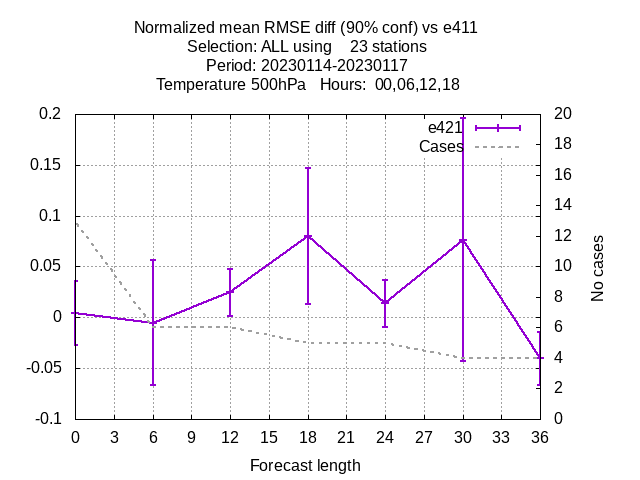 Normalized mean RMSE diff (90% conf) vs e411
Selection: ALL using    23 stations
Period: 20230114-20230117
Temperature 500hPa   Hours:  00,06,12,18
0.2
0.15
0.1
0.05
0
-0.05
-0.1
e421
Cases
20
18
16
14
12
10
8
6
4
2
0
No cases
0 3 6 9 12 15 18 21 24 27 30 33 36
Forecast length